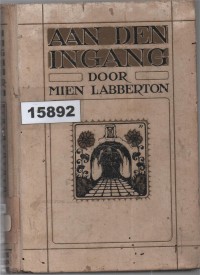 AAN DEN
INGANG
DOOR
MIEN LABBERTON
15892